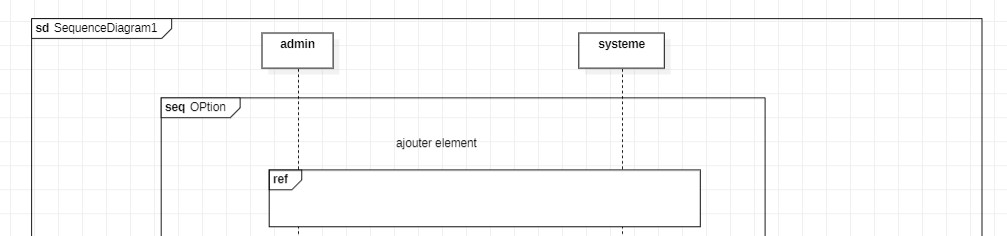 sd SequenceDiagram1
admin
systeme
seq OPtion
ajouter element
ref